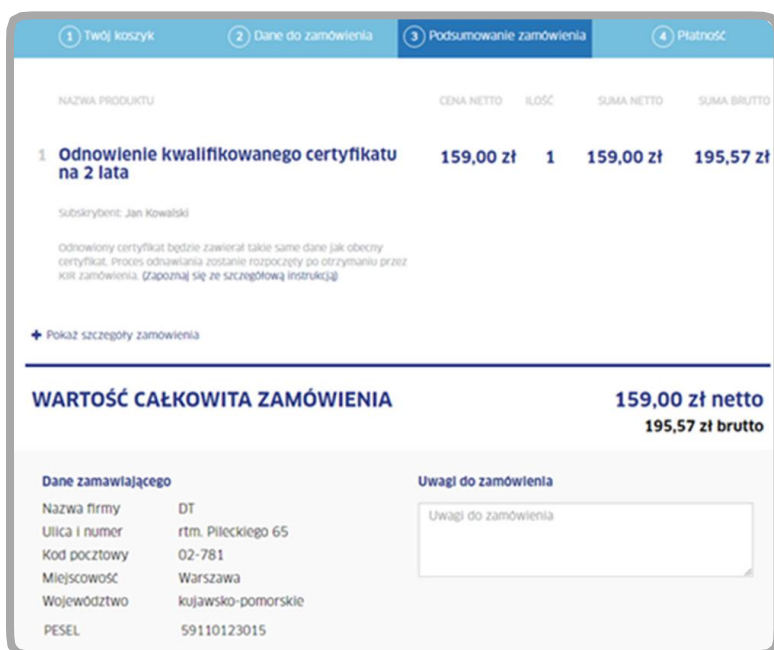 1 Twój koszyk 2 Dane do zamówienia 3 Podsumowanie zamówienia 4 Płatność
NAZWA PRODUKTU CENA NETTO ILOŚĆ SUMA NETTO SUMA BRUTTO
1 Odnowienie kwalifikowanego certyfikatu 159,00 zł 1 159,00 zł 195,57 zł
na 2 lata
Subskrybent: Jan Kowalski
Odnowiony certyfikat będzie zawierał takie same dane jak obecny
certyfikat. Proces odnawiania zostanie rozpoczęty po otrzymaniu przez
KIR zamówienia. (Zapoznaj się ze szczegółową instrukcją)
+ Pokaż szczegóły zamówienia
WARTOŚĆ CAŁKOWITA ZAMÓWIENIA 159,00 zł netto
195,57 zł brutto
Dane zamawiającego Uwagi do zamówienia
Nazwa firmy DT Uwagi do zamówienia
Ulica i numer rtm. Pileckiego 65
Kod pocztowy 02-781
Miejscowość Warszawa
Województwo kujawsko-pomorskie
PESEL 59110123015